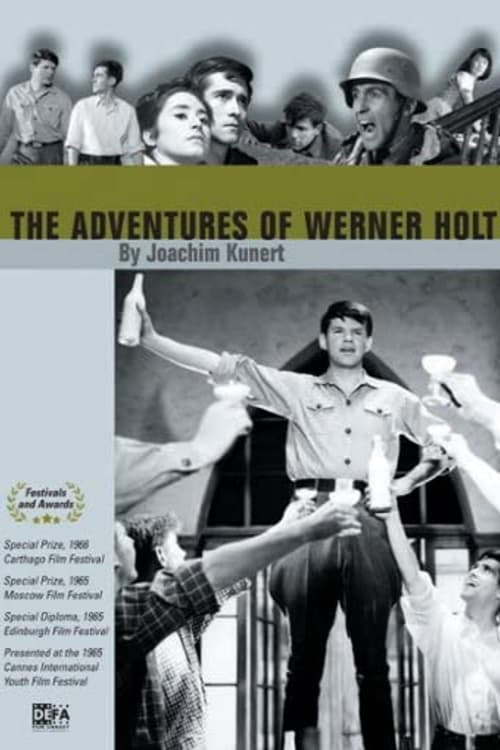 THE ADVENTURES OF WERNER HOLT
By Joachim Kunert
Festivals
and Awards
Special Prize, 1966
Carthago Film Festival
Special Prize, 1965
Moscow Film Festival
Special Diploma, 1965
Edinburgh Film Festival
Presented at the 1965
Cannes International
Youth Film Festival
DEFA
FILM LIBRARY